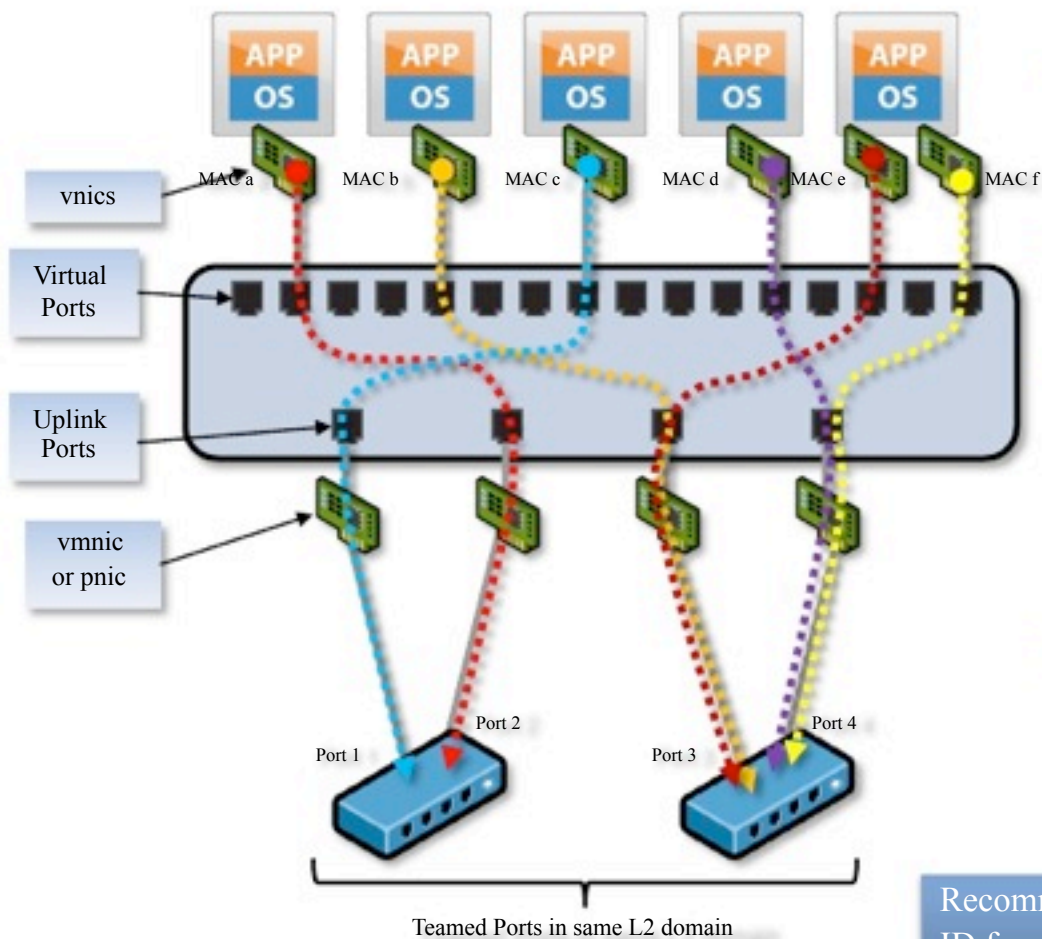 APP
OS
APP
OS
APP
OS
APP
OS
APP
OS
vnics
MAC a
MAC b
MAC c
MAC d
MAC e
MAC f
Virtual
Ports
Uplink
Ports
vmnic
or pnic
Port 1
Port 2
Port 3
Port 4
Teamed Ports in same L2 domain